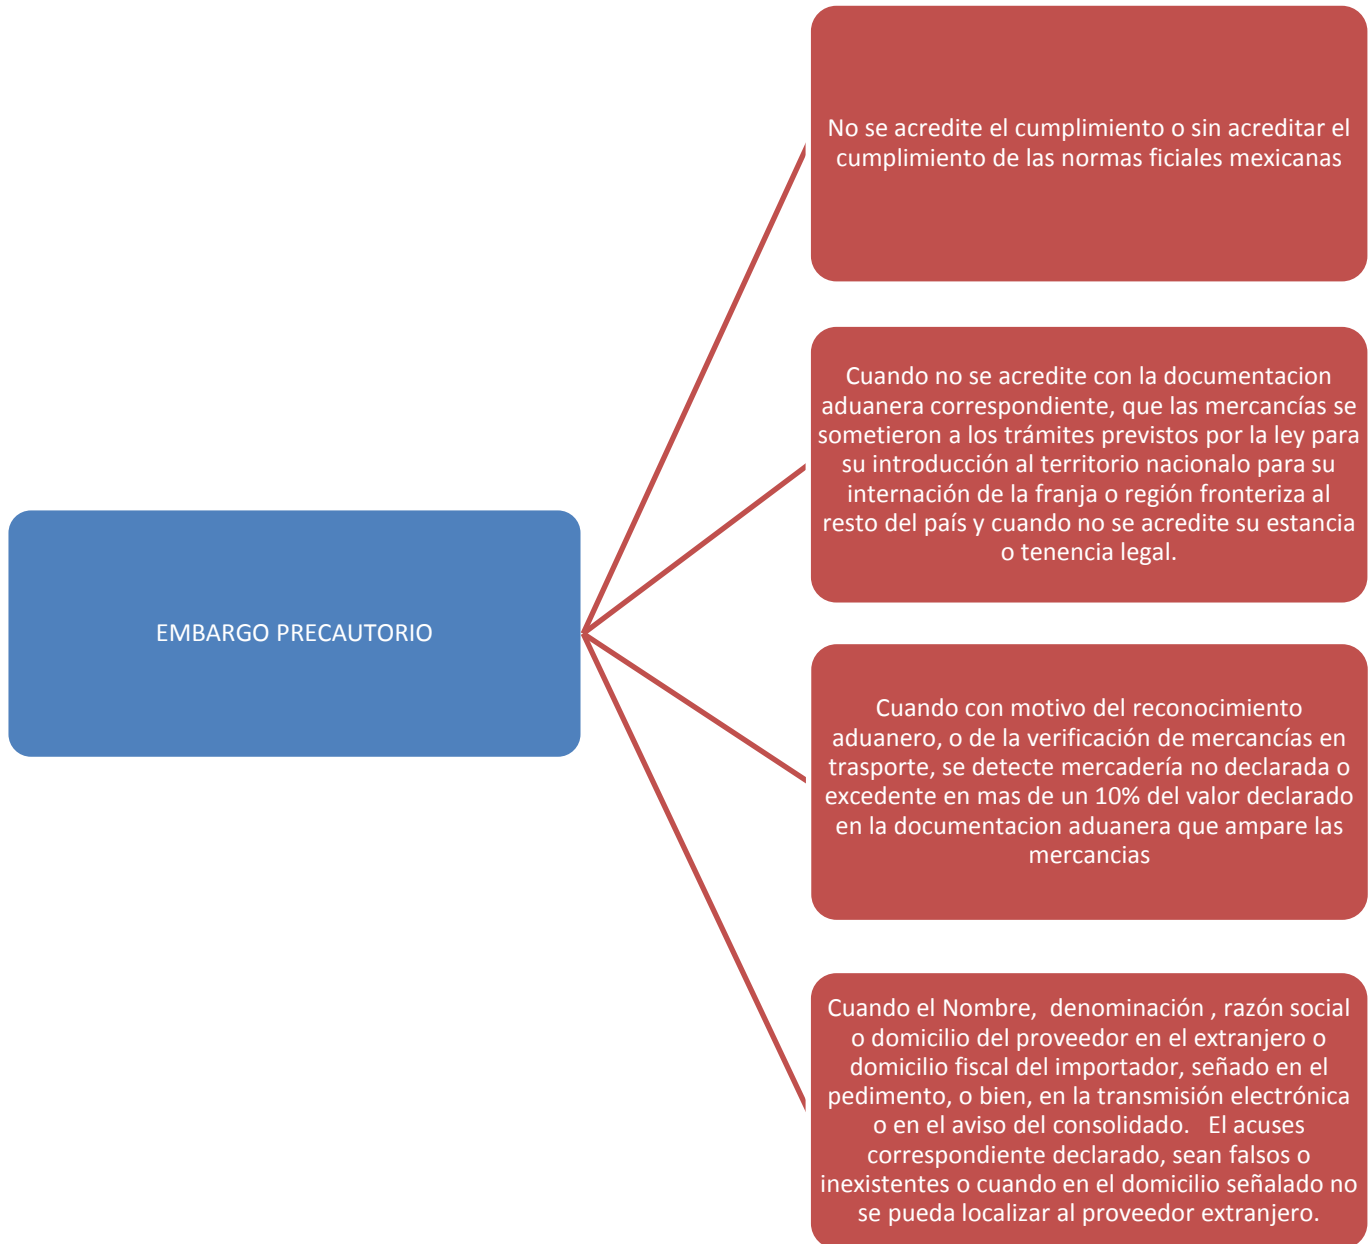 No se acredite el cumplimiento o sin acreditar el
cumplimiento de las normas ficiales mexicanas
Cuando no se acredite con la documentacion
aduanera correspondiente, que las mercancías se
sometieron a los trámites previstos por la ley para
su introducción al territorio nacionalo para su
internación de la franja o región fronteriza al
resto del país y cuando no se acredite su estancia
o tenencia legal.
EMBARGO PRECAUTORIO
Cuando con motivo del reconocimiento
aduanero, o de la verificación de mercancías en
trasporte, se detecte mercadería no declarada o
excedente en mas de un 10% del valor declarado
en la documentacion aduanera que ampare las
mercancias
Cuando el Nombre, denominación , razón social
o domicilio del proveedor en el extranjero o
domicilio fiscal del importador, señado en el
pedimento, o bien, en la transmisión electrónica
o en el aviso del consolidado. El acuses
correspondiente declarado, sean falsos o
inexistentes o cuando en el domicilio señalado no
se pueda localizar al proveedor extranjero.